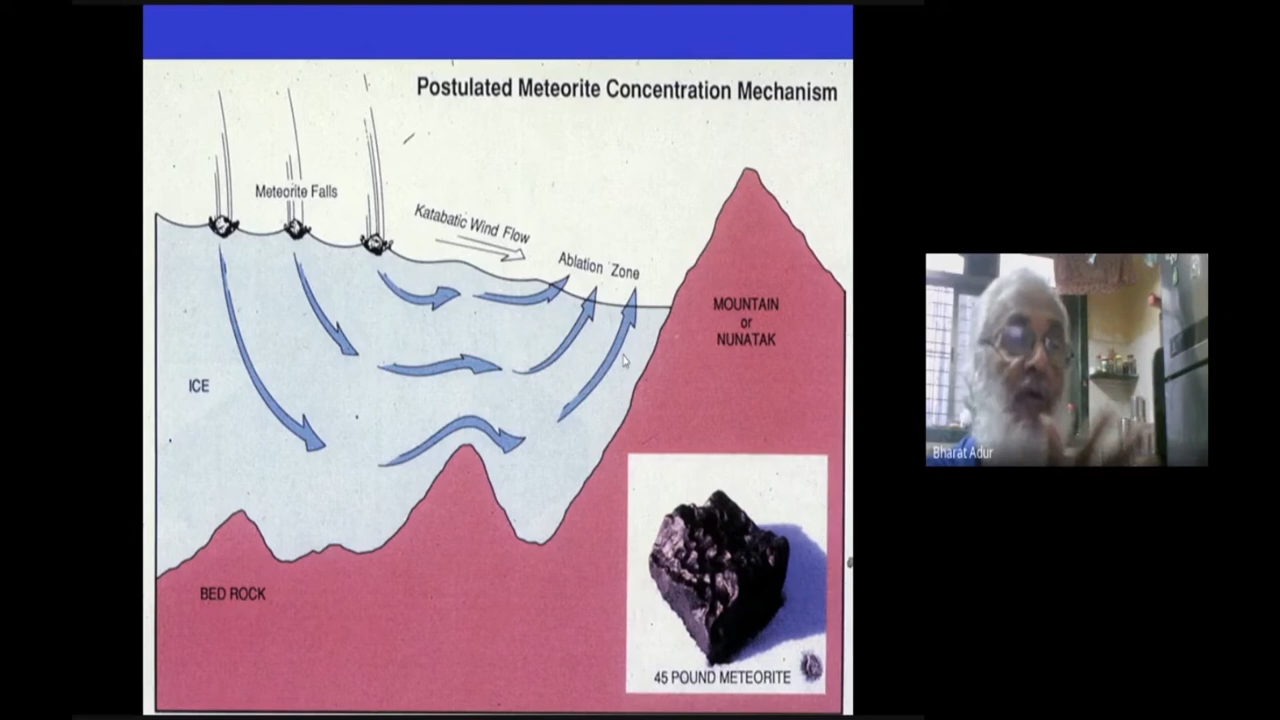 Postulated Meteorite Concentration Mechanism
Meteorite Falls
Katabatic Wind Flow
Ablation Zone
MOUNTAIN
or
NUNATAK
ICE
BED ROCK
45 POUND METEORITE
Bharat Adur